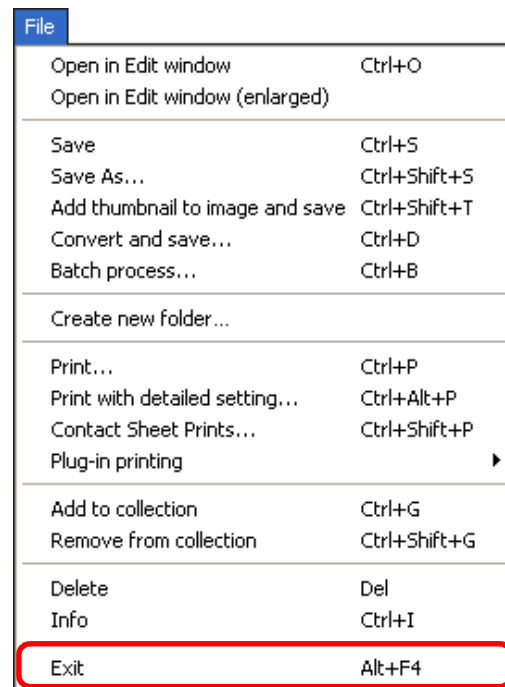 File
Open in Edit window Ctrl+O
Open in Edit window (enlarged)
Save Ctrl+S
Save As... Ctrl+Shift+S
Add thumbnail to image and save Ctrl+Shift+T
Convert and save... Ctrl+D
Batch process... Ctrl+B
Create new folder...
Print... Ctrl+P
Print with detailed setting... Ctrl+Alt+P
Contact Sheet Prints... Ctrl+Shift+P
Plug-in printing
Add to collection Ctrl+G
Remove from collection Ctrl+Shift+G
Delete Del
Info Ctrl+I
Exit Alt+F4